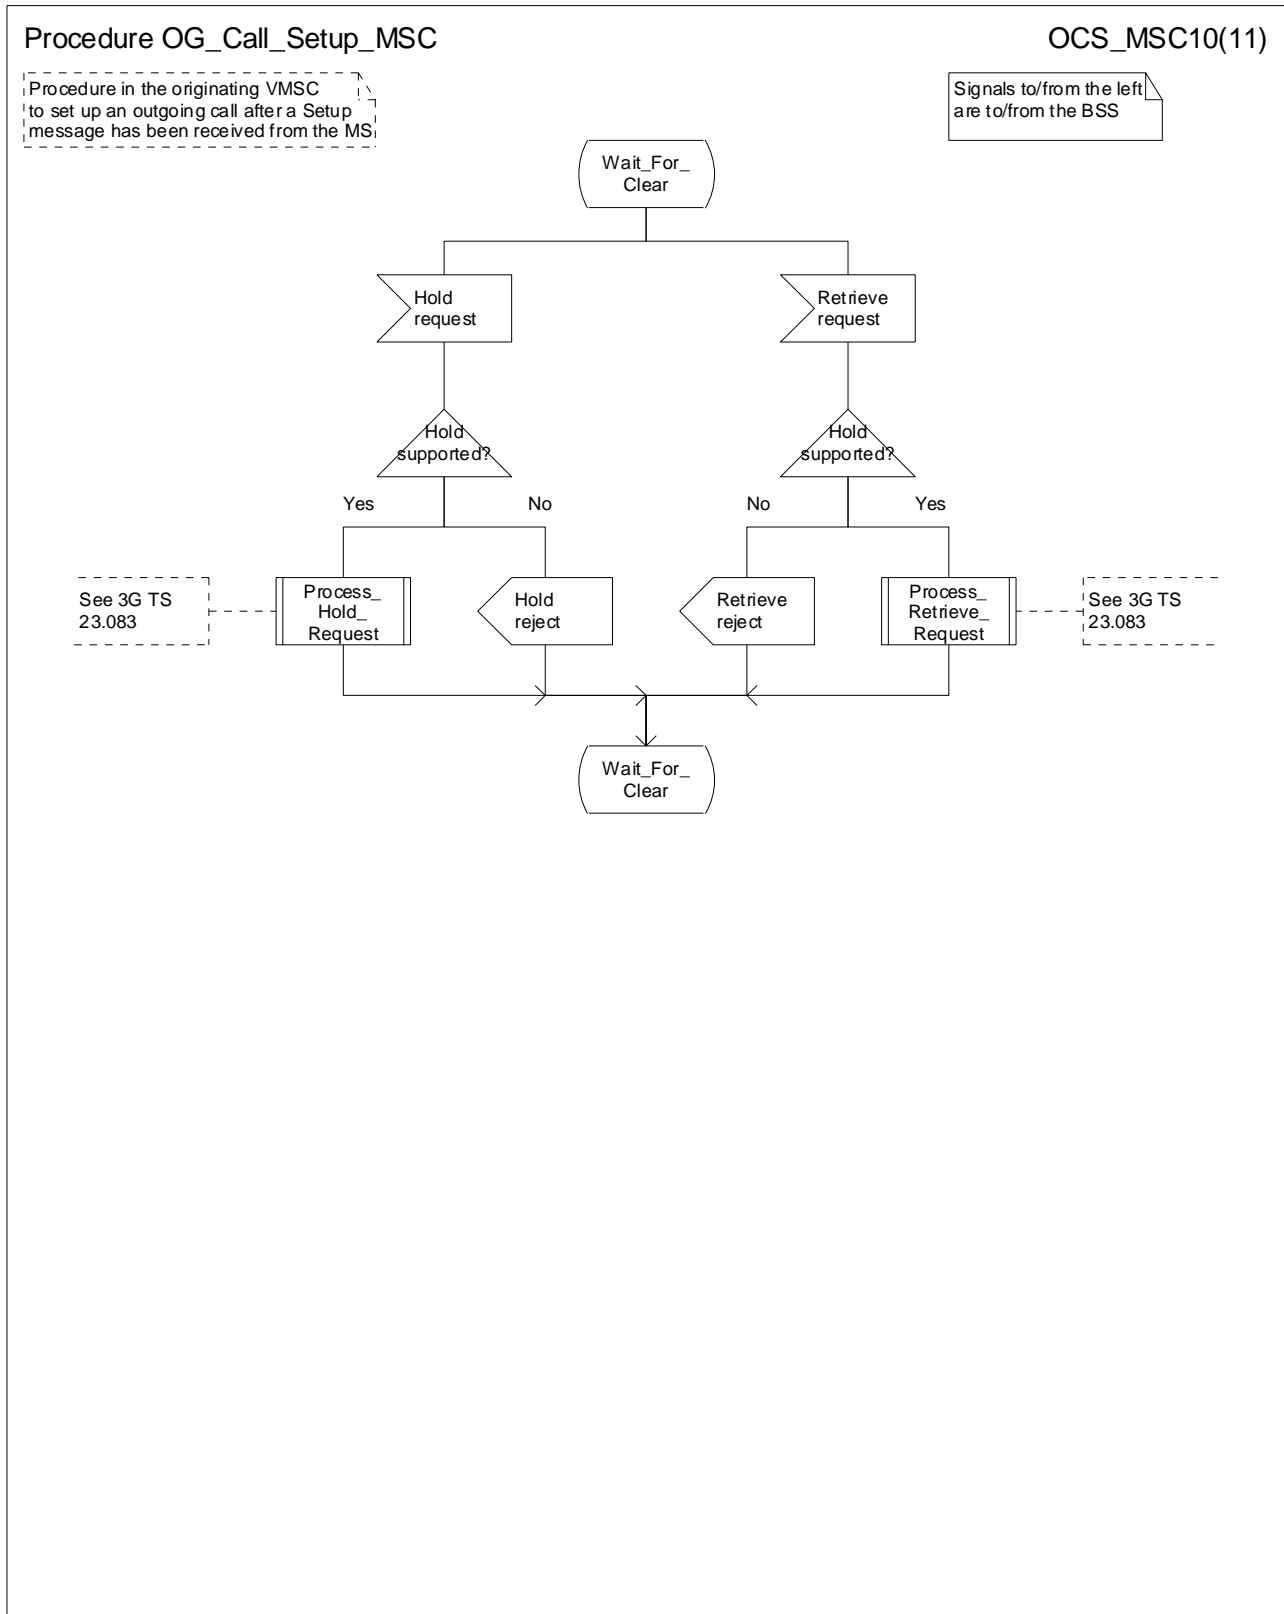 Procedure OG_Call_Setup_MSC
OCS_MSC10(11)
Procedure in the originating VMSC
to set up an outgoing call after a Setup
message has been received from the MS
Signals to/from the left
are to/from the BSS
Wait_For_
Clear
Hold
request
Retrieve
request
Hold
supported?
Hold
supported?
Yes
No
No
Yes
See 3G TS
23.083
Process_
Hold_
Request
Hold
reject
Retrieve
reject
Process_
Retrieve_
Request
See 3G TS
23.083
Wait_For_
Clear